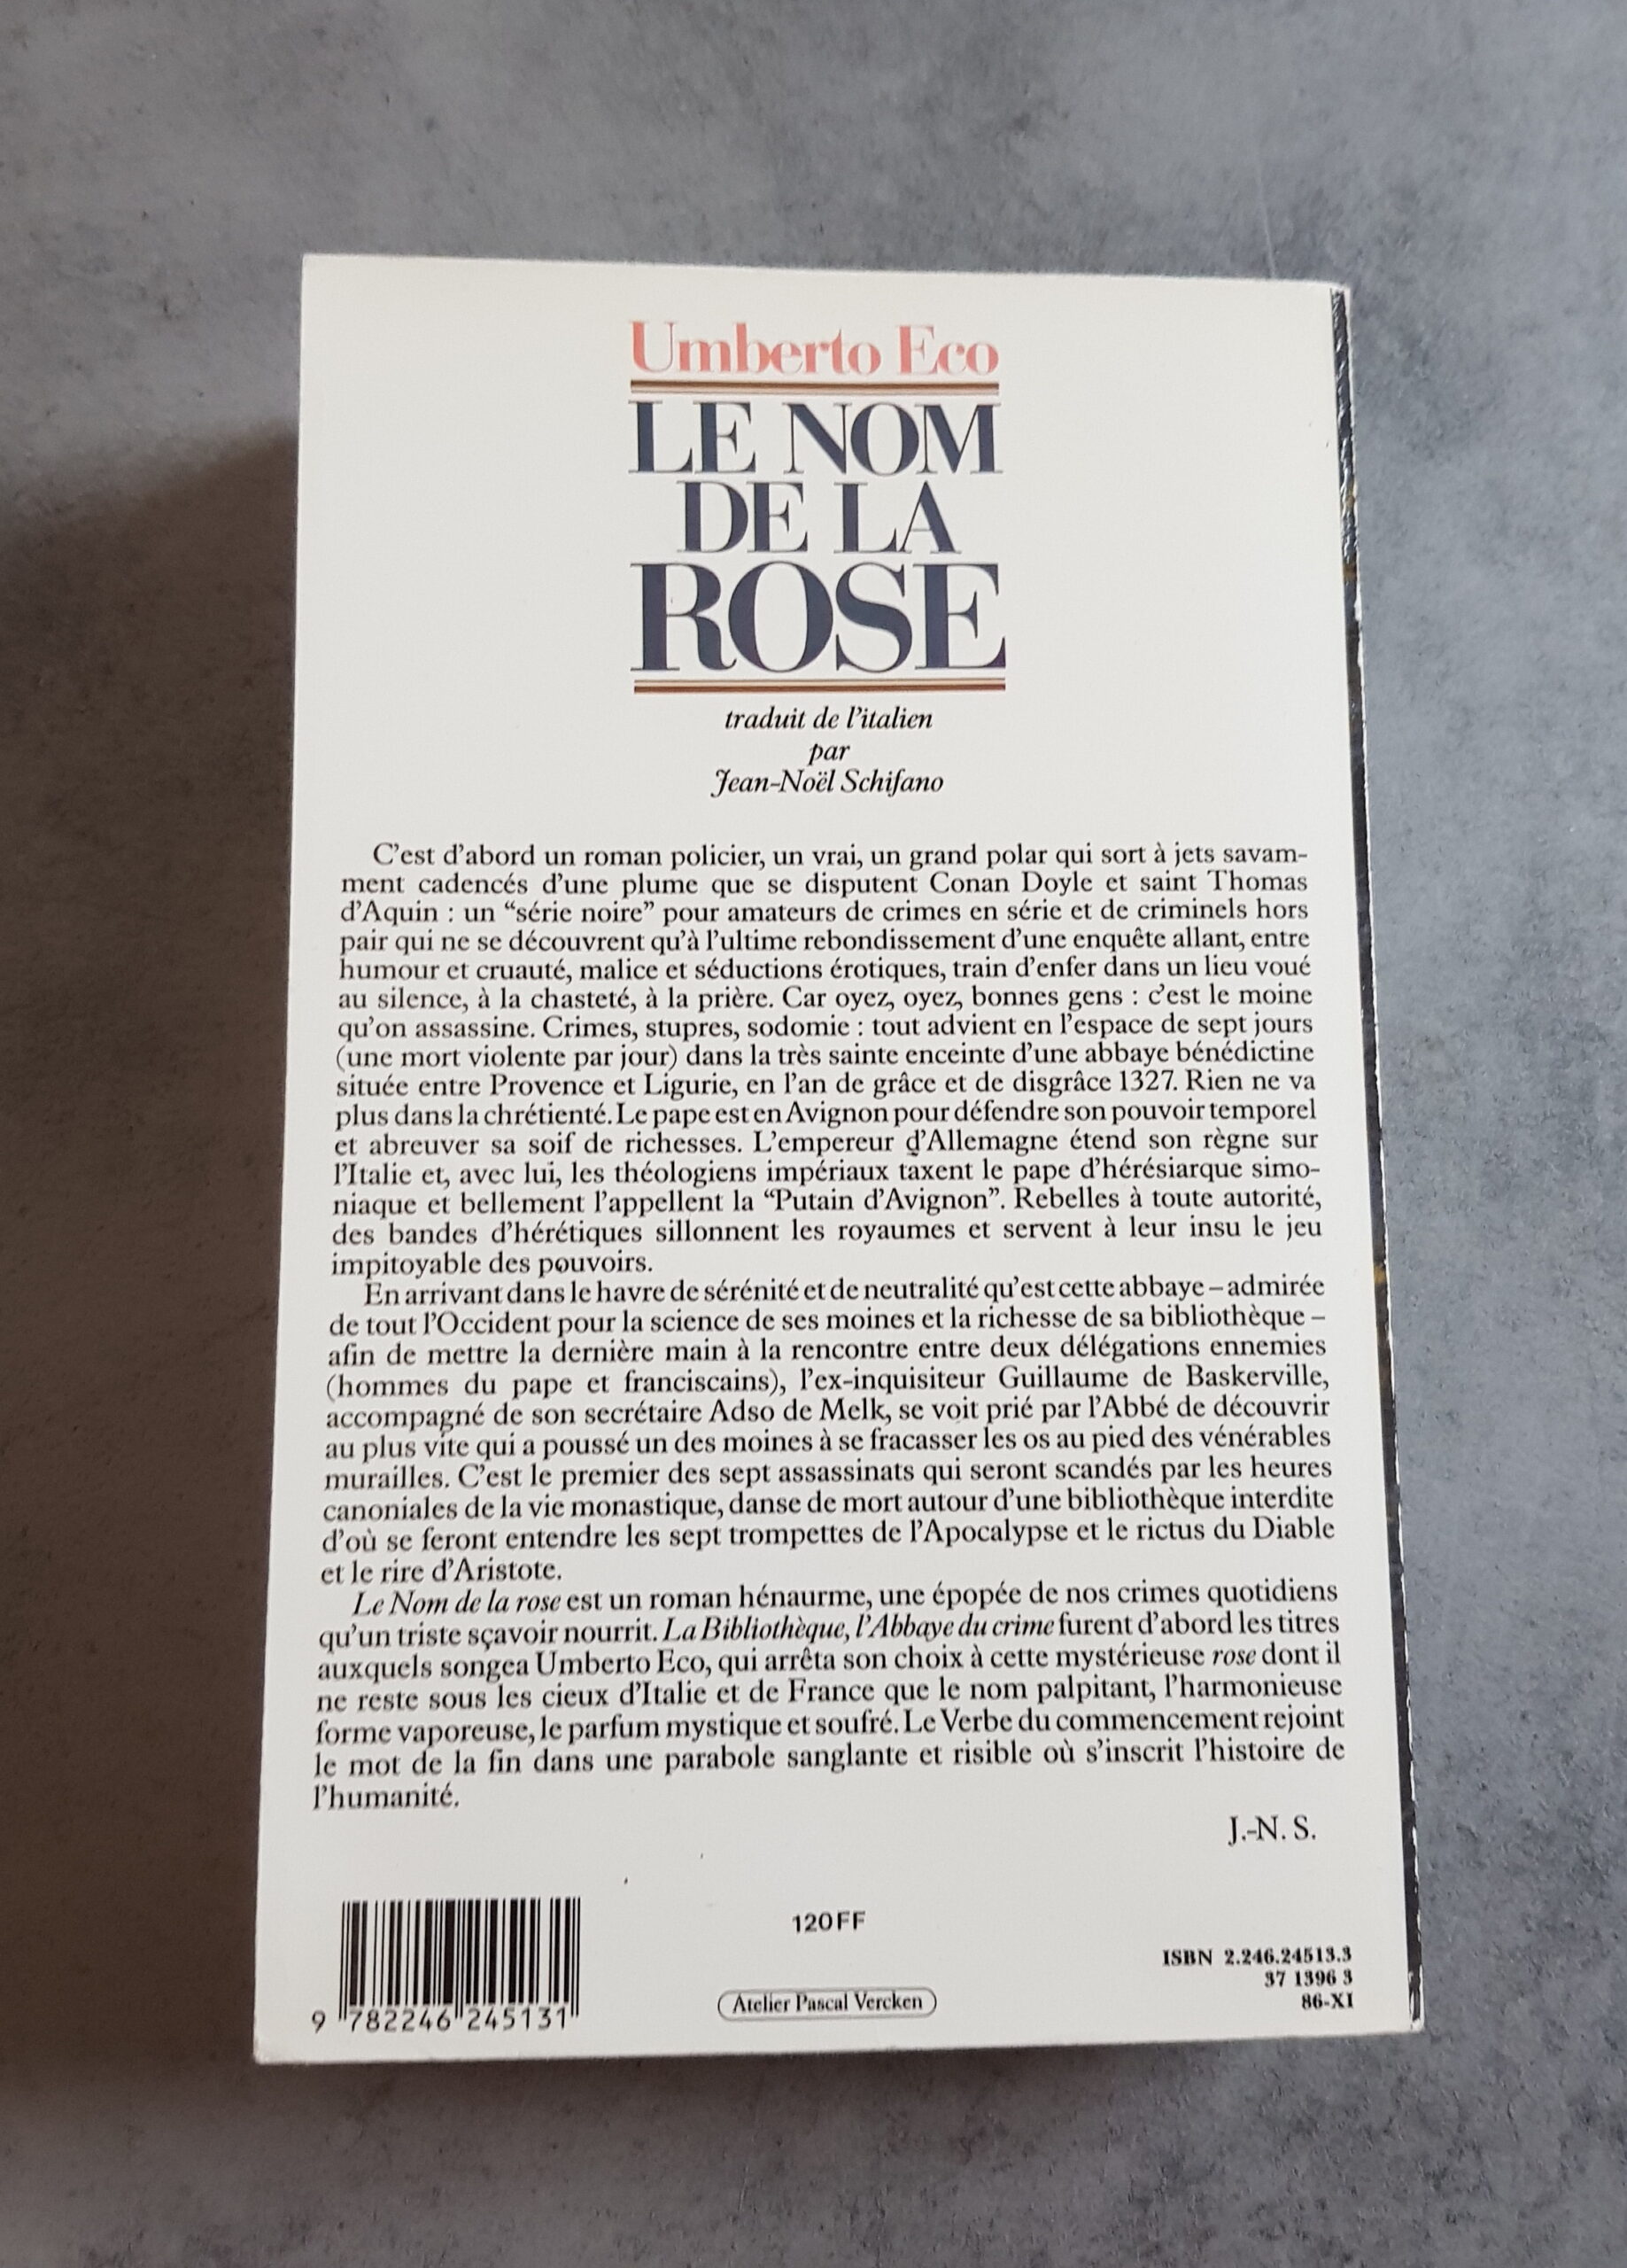 Umberto Eco
LE NOM
DE LA
ROSE
traduit de l'italien
par
Jean-Noël Schifano
C'est d'abord un roman policier, un vrai, un grand polar qui sort à jets savam-
ment cadencés d'une plume que se disputent Conan Doyle et saint Thomas
d'Aquin : un “série noire” pour amateurs de crimes en série et de criminels hors
pair qui ne se découvrent qu'à l'ultime rebondissement d'une enquête allant, entre
humour et cruauté, malice et séductions érotiques, train d'enfer dans un lieu voué
au silence, à la chasteté, à la prière. Car oyez, oyez, bonnes gens : c'est le moine
qu'on assassine. Crimes, stupres, sodomie : tout advient en l'espace de sept jours
(une mort violente par jour) dans la très sainte enceinte d'une abbaye bénédictine
située entre Provence et Ligurie, en l'an de grâce et de disgrâce 1327. Rien ne va
plus dans la chrétienté. Le pape est en Avignon pour défendre son pouvoir temporel
et abreuver sa soif de richesses. L'empereur d'Allemagne étend son règne sur
l'Italie et, avec lui, les théologiens impériaux taxent le pape d'hérésiarque simo-
niaque et bellement l'appellent la “Putain d'Avignon”. Rebelles à toute autorité,
des bandes d'hérétiques sillonnent les royaumes et servent à leur insu le jeu
impitoyable des pouvoirs.
En arrivant dans le havre de sérénité et de neutralité qu'est cette abbaye – admirée
de tout l'Occident pour la science de ses moines et la richesse de sa bibliothèque –
afin de mettre la dernière main à la rencontre entre deux délégations ennemies
(hommes du pape et franciscains), l'ex-inquisiteur Guillaume de Baskerville,
accompagné de son secrétaire Adso de Melk, se voit prié par l'Abbé de découvrir
au plus vite qui a poussé un des moines à se fracasser les os au pied des vénérables
murailles. C'est le premier des sept assassinats qui seront scandés par les heures
canoniales de la vie monastique, danse de mort autour d'une bibliothèque interdite
d'où se feront entendre les sept trompettes de l'Apocalypse et le rictus du Diable
et le rire d'Aristote.
Le Nom de la rose est un roman hénaurme, une épopée de nos crimes quotidiens
qu'un triste sçavoir nourrit. La Bibliothèque, l'Abbaye du crime furent d'abord les titres
auxquels songea Umberto Eco, qui arrêta son choix à cette mystérieuse rose dont il
ne reste sous les cieux d'Italie et de France que le nom palpitant, l'harmonieuse
forme vaporeuse, le parfum mystique et soufré. Le Verbe du commencement rejoint
le mot de la fin dans une parabole sanglante et risible où s'inscrit l'histoire de
l'humanité.
J.-N. S.
120FF
ISBN 2.246.24513.3
37 1396 3
86-XI
Atelier Pascal Vercken
9 782246 245131